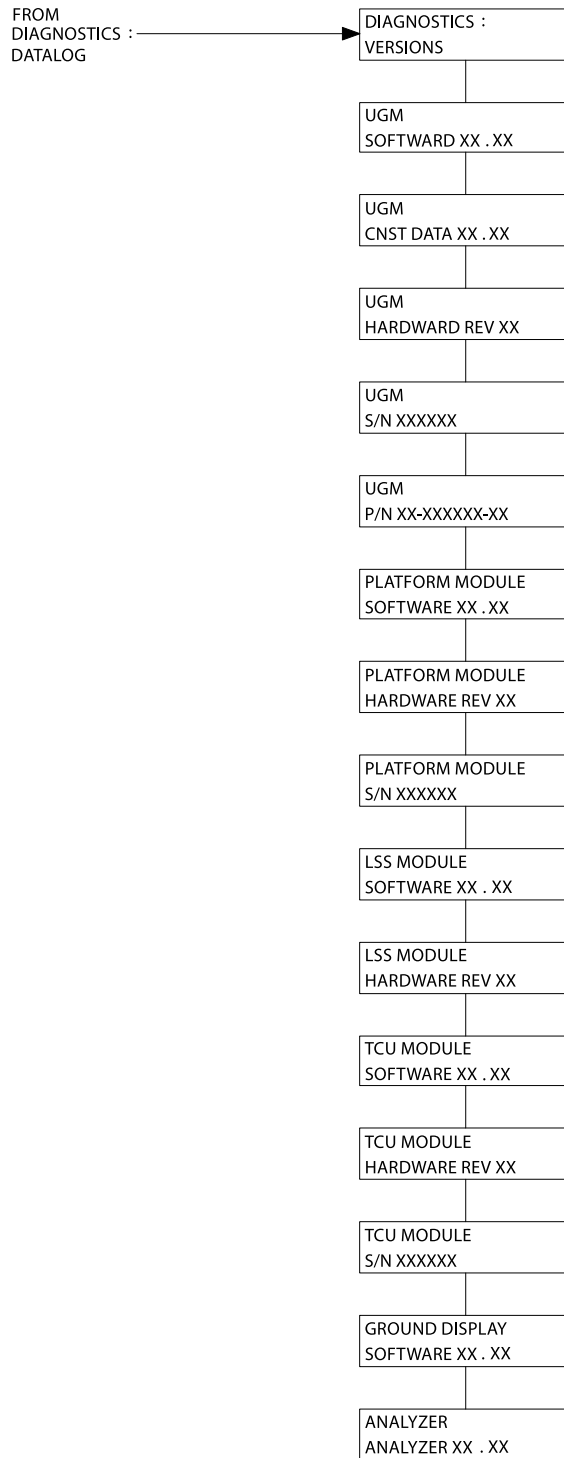 FROM
DIAGNOSTICS :
DATALOG
DIAGNOSTICS :
VERSIONS
UGM
SOFTWARD XX . XX
UGM
CNST DATA XX . XX
UGM
HARDWARD REV XX
UGM
S/N XXXXXX
UGM
P/N XX-XXXXXX-XX
PLATFORM MODULE
SOFTWARE XX . XX
PLATFORM MODULE
HARDWARE REV XX
PLATFORM MODULE
S/N XXXXXX
LSS MODULE
SOFTWARE XX . XX
LSS MODULE
HARDWARE REV XX
TCU MODULE
SOFTWARE XX . XX
TCU MODULE
HARDWARE REV XX
TCU MODULE
S/N XXXXXX
GROUND DISPLAY
SOFTWARE XX . XX
ANALYZER
ANALYZER XX . XX